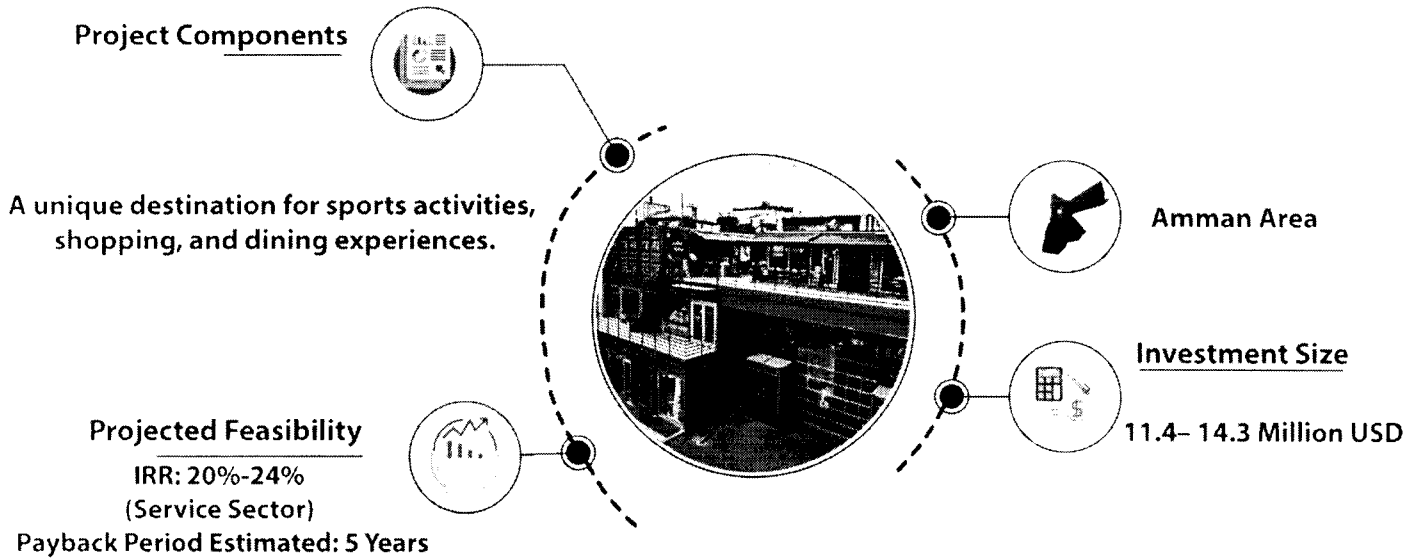 Project Components
A unique destination for sports activities,
shopping, and dining experiences.
Projected Feasibility
IRR: 20%-24%
(Service Sector)
Payback Period Estimated: 5 Years
Amman Area
Investment Size
11.4– 14.3 Million USD